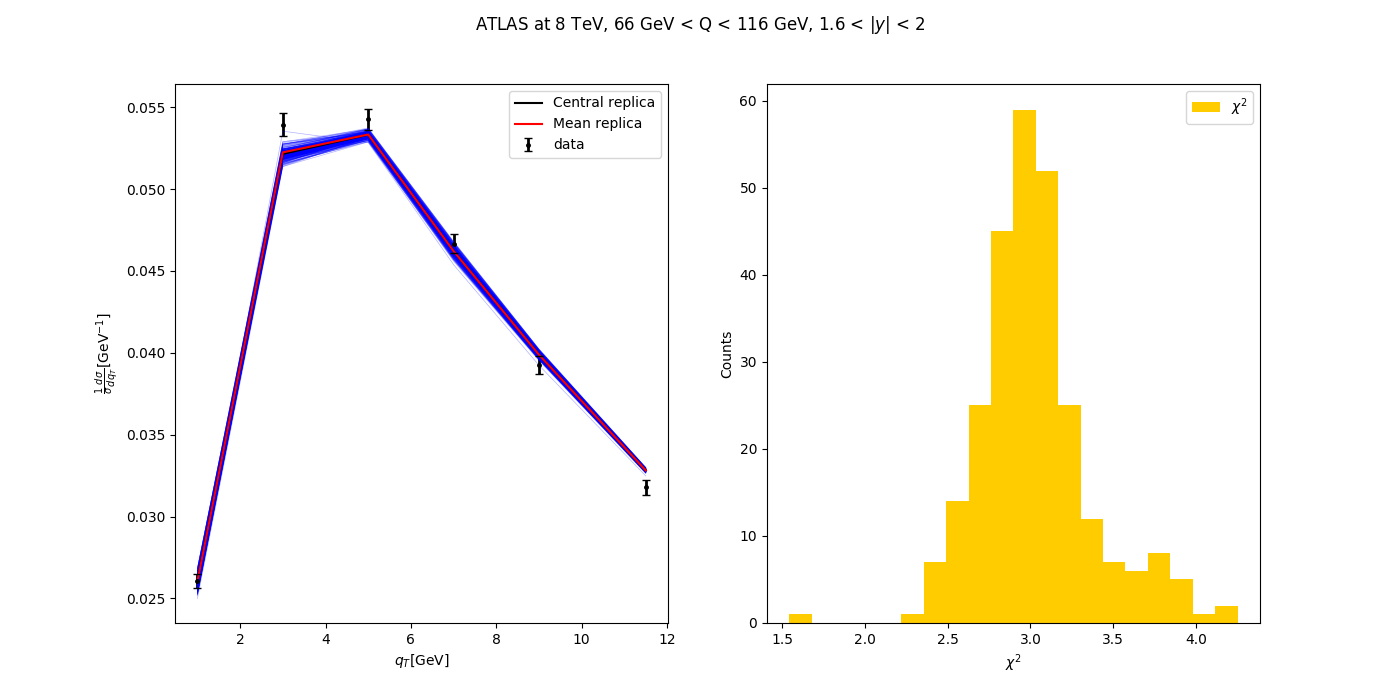 ATLAS at 8 TeV, 66 GeV < Q < 116 GeV, 1.6 < |y| < 2
Central replica
Mean replica
data
0.055
0.050
0.045
0.040
0.035
0.030
0.025
2
4
6
8
10
12
q_T[GeV]
\frac{1}{σ}\frac{dσ}{dq_T}[GeV⁻¹]
χ²
60
50
40
30
20
10
0
1.5
2.0
2.5
3.0
3.5
4.0
χ²
Counts